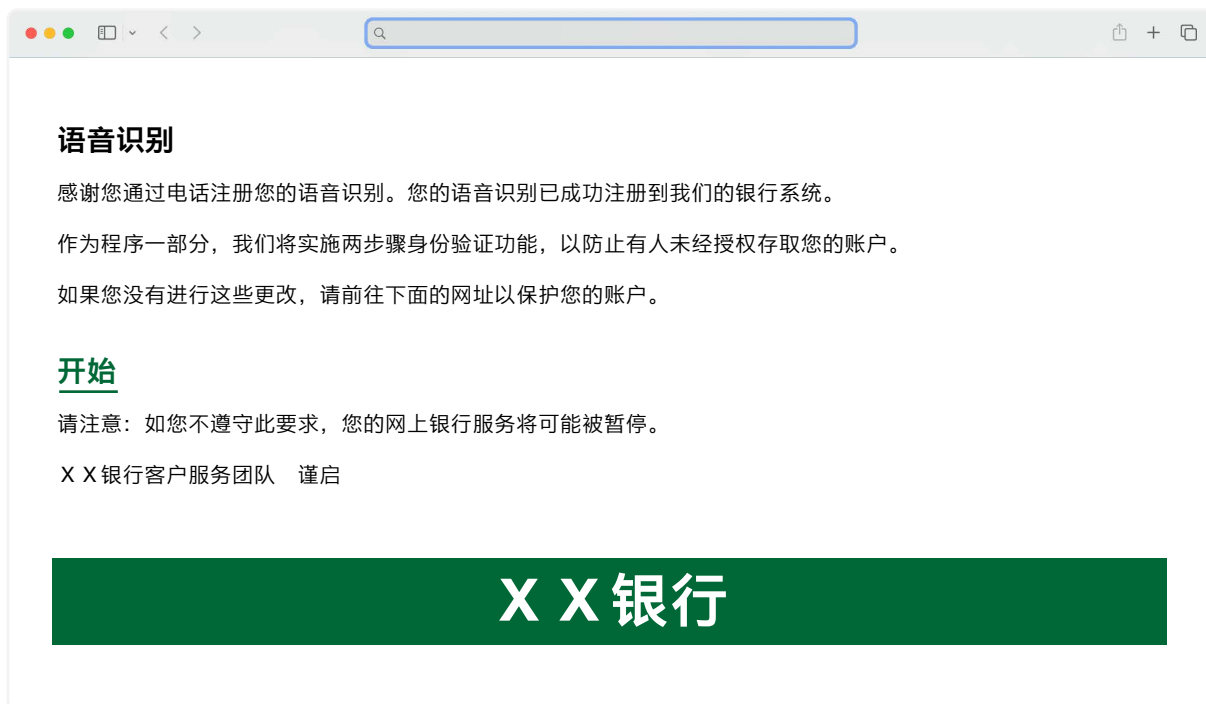 语音识别
感谢您通过电话注册您的语音识别。您的语音识别已成功注册到我们的银行系统。
作为程序一部分，我们将实施两步骤身份验证功能，以防止有人未经授权存取您的账户。
如果您没有进行这些更改，请前往下面的网址以保护您的账户。
开始
请注意：如您不遵守此要求，您的网上银行服务将可能被暂停。
ＸＸ银行客户服务团队　谨启
ＸＸ银行